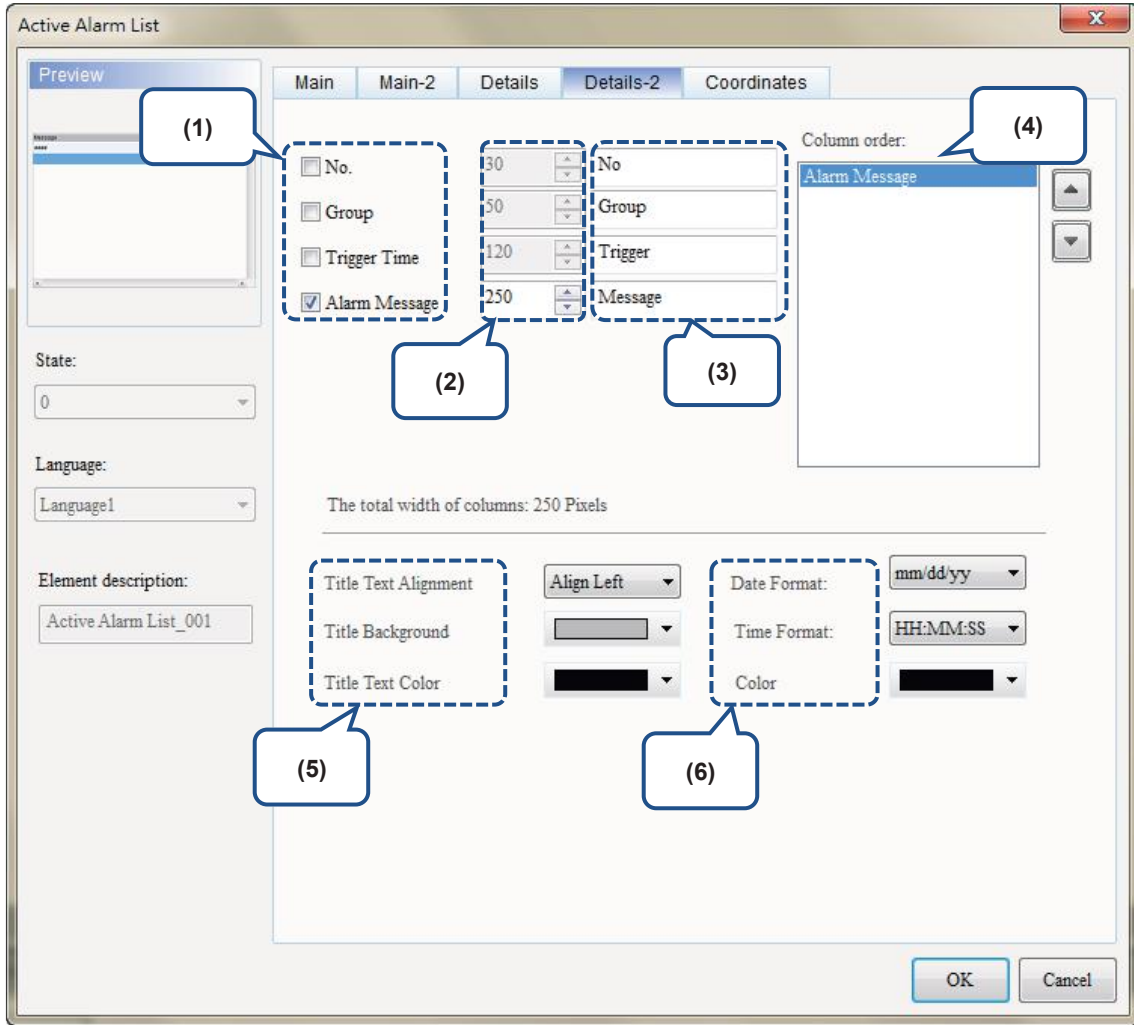 Active Alarm List
Preview
Main Main-2 Details Details-2 Coordinates
(1)
(4)
Column order:
Message
No. 30 No
Alarm Message
Group 50 Group
Trigger Time 120 Trigger
Alarm Message 250 Message
(2)
(3)
State:
0
Language:
Language1
The total width of columns: 250 Pixels
Element description:
Active Alarm List_001
Title Text Alignment Align Left Date Format: mm/dd/yy
Title Background Time Format: HH:MM:SS
Title Text Color Color
(5)
(6)
OK Cancel